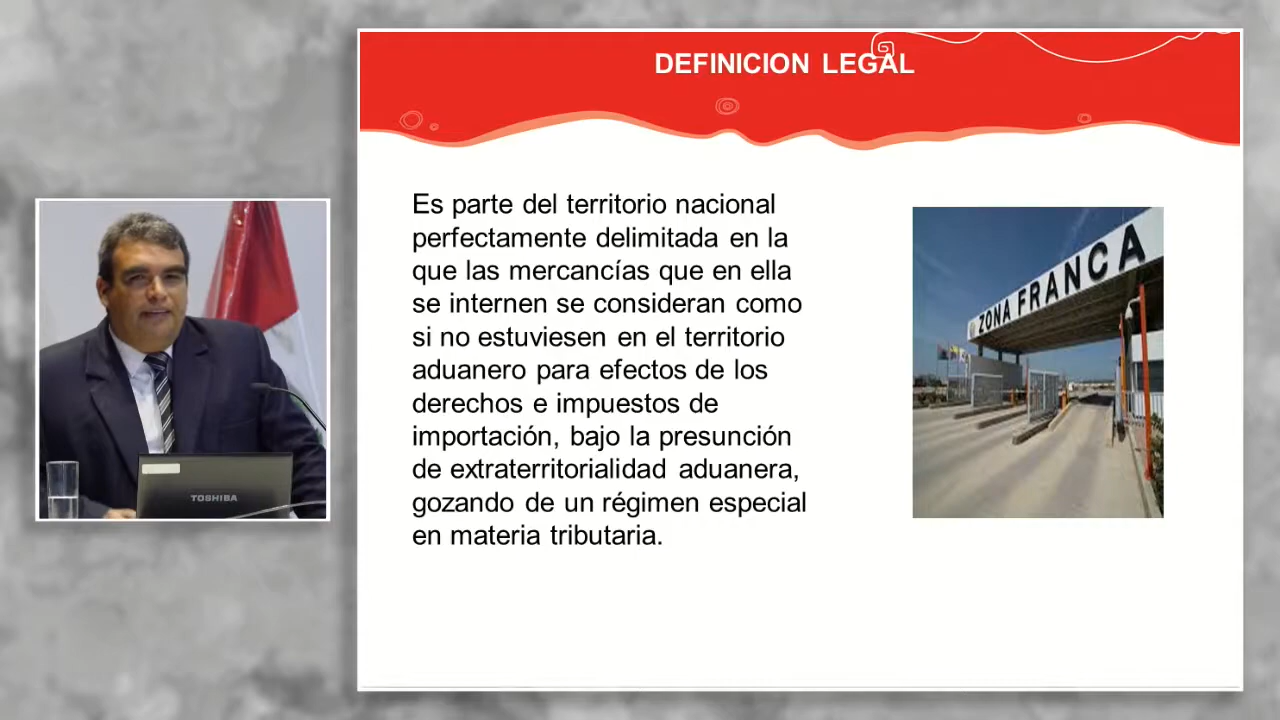 DEFINICION LEGAL
Es parte del territorio nacional
perfectamente delimitada en la
que las mercancías que en ella
se internen se consideran como
si no estuviesen en el territorio
aduanero para efectos de los
derechos e impuestos de
importación, bajo la presunción
de extraterritorialidad aduanera,
gozando de un régimen especial
en materia tributaria.
ZONA FRANCA
TOSHIBA